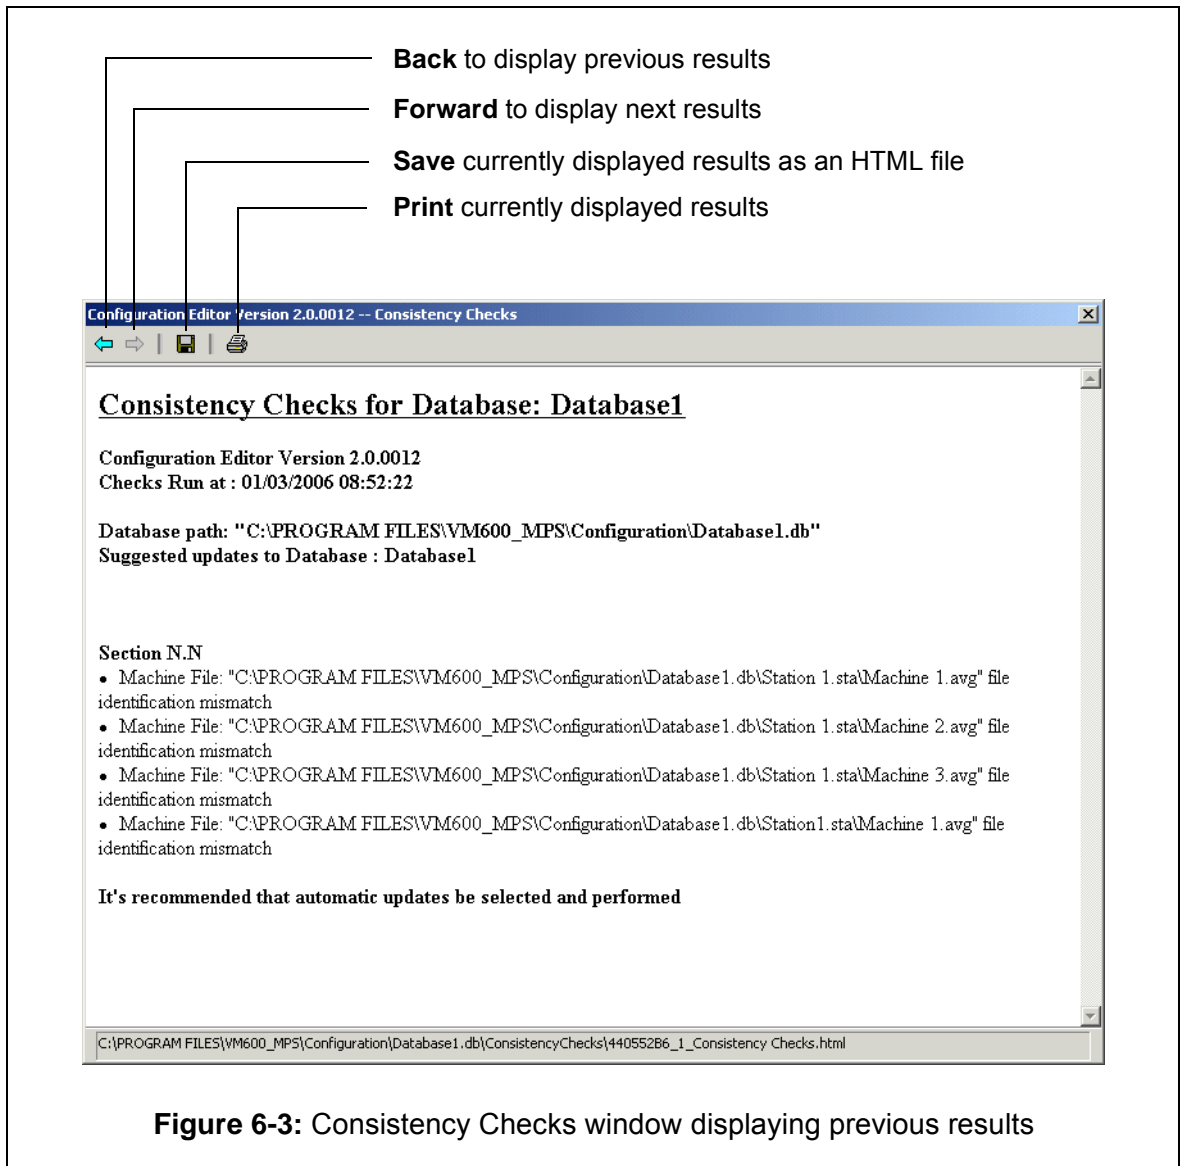 Back to display previous results
Forward to display next results
Save currently displayed results as an HTML file
Print currently displayed results
Configuration Editor Version 2.0.0012 -- Consistency Checks
Consistency Checks for Database: Database1
Configuration Editor Version 2.0.0012
Checks Run at : 01/03/2006 08:52:22
Database path: "C:\PROGRAM FILES\VM600_MPS\Configuration\Database1.db"
Suggested updates to Database : Database1
Section N.N
• Machine File: "C:\PROGRAM FILES\VM600_MPS\Configuration\Database1.db\Station 1.sta\Machine 1.avg" file
identification mismatch
• Machine File: "C:\PROGRAM FILES\VM600_MPS\Configuration\Database1.db\Station 1.sta\Machine 2.avg" file
identification mismatch
• Machine File: "C:\PROGRAM FILES\VM600_MPS\Configuration\Database1.db\Station 1.sta\Machine 3.avg" file
identification mismatch
• Machine File: "C:\PROGRAM FILES\VM600_MPS\Configuration\Database1.db\Station1.sta\Machine 1.avg" file
identification mismatch
It's recommended that automatic updates be selected and performed
C:\PROGRAM FILES\VM600_MPS\Configuration\Database1.db\ConsistencyChecks\440552B6_1_Consistency Checks.html
Figure 6-3: Consistency Checks window displaying previous results